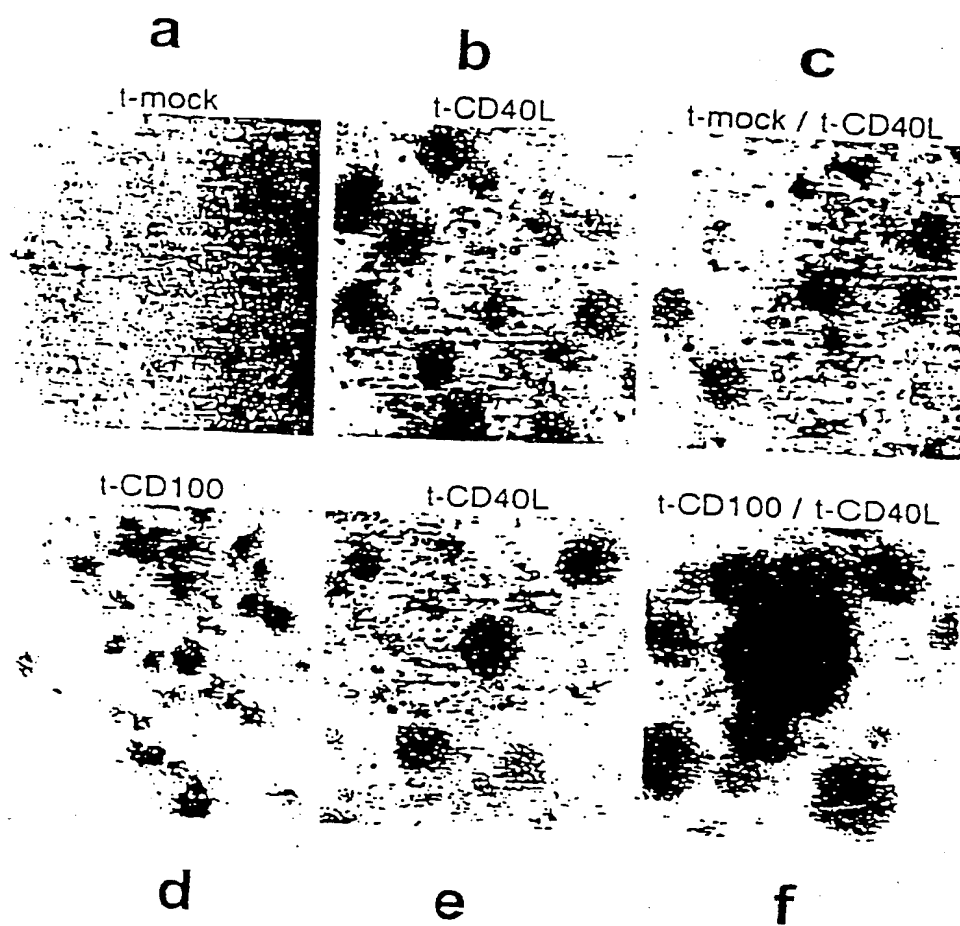 a
b
c
t-mock
t-CD40L
t-mock / t-CD40L
t-CD100
t-CD40L
t-CD100 / t-CD40L
d
e
f